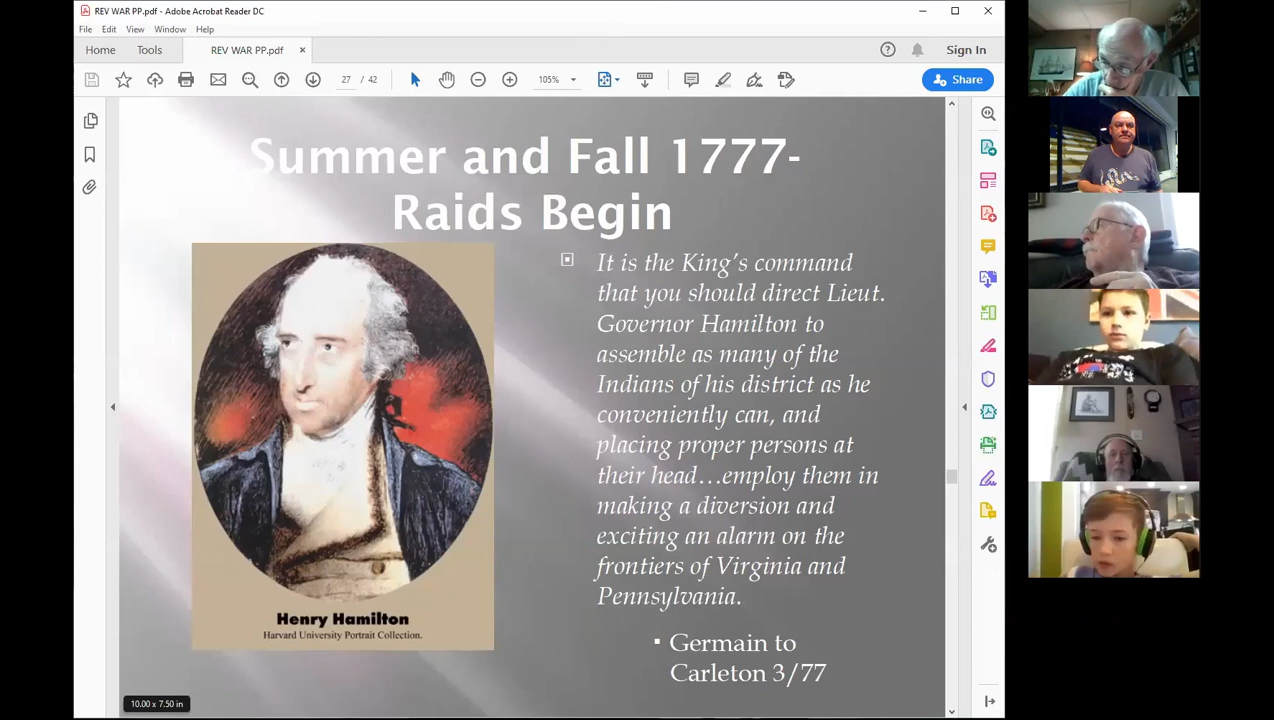 REV WAR PP.pdf - Adobe Acrobat Reader DC
File Edit View Window Help
Home Tools REV WAR PP.pdf × Sign In
27 / 42 105% Share
Summer and Fall 1777-
Raids Begin
It is the King's command
that you should direct Lieut.
Governor Hamilton to
assemble as many of the
Indians of his district as he
conveniently can, and
placing proper persons at
their head…employ them in
making a diversion and
exciting an alarm on the
frontiers of Virginia and
Pennsylvania.
Germain to
Carleton 3/77
Henry Hamilton
Harvard University Portrait Collection.
10.00 x 7.50 in